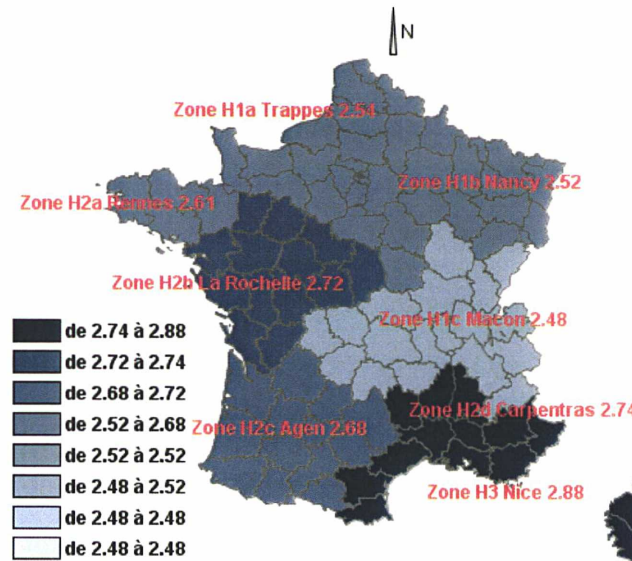 N
Zone H1a Trappes 2.54
Zone H1b Nancy 2.52
Zone H2a Rennes 2.61
Zone H2b La Rochelle 2.72
Zone H1c Macon 2.48
Zone H2d Carpentras 2.74
Zone H2c Agen 2.68
Zone H3 Nice 2.88
de 2.74 à 2.88
de 2.72 à 2.74
de 2.68 à 2.72
de 2.52 à 2.68
de 2.52 à 2.52
de 2.48 à 2.52
de 2.48 à 2.48
de 2.48 à 2.48